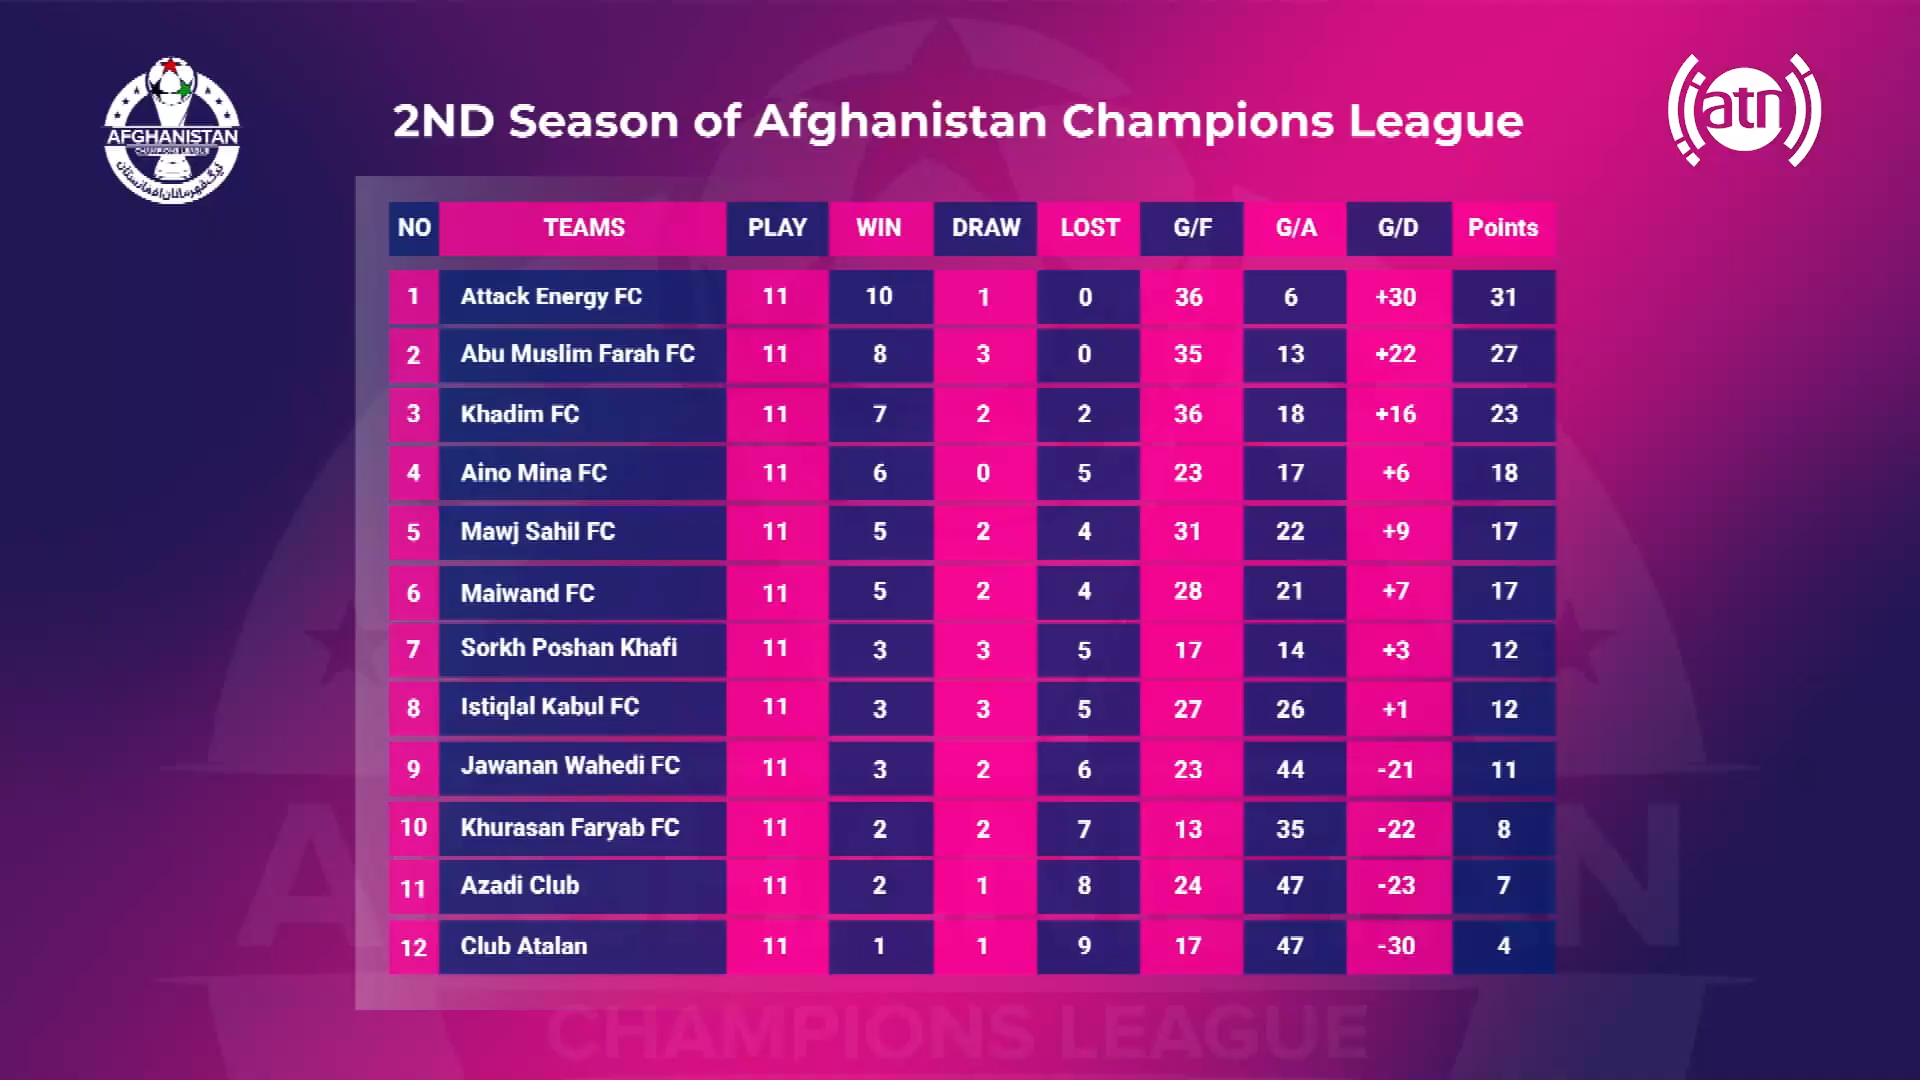 AFGHANISTAN
CHAMPIONS LEAGUE
لیگ قهرمانان افغانستان
2ND Season of Afghanistan Champions League
atn
NO TEAMS PLAY WIN DRAW LOST G/F G/A G/D Points
1 Attack Energy FC 11 10 1 0 36 6 +30 31
2 Abu Muslim Farah FC 11 8 3 0 35 13 +22 27
3 Khadim FC 11 7 2 2 36 18 +16 23
4 Aino Mina FC 11 6 0 5 23 17 +6 18
5 Mawj Sahil FC 11 5 2 4 31 22 +9 17
6 Maiwand FC 11 5 2 4 28 21 +7 17
7 Sorkh Poshan Khafi 11 3 3 5 17 14 +3 12
8 Istiqlal Kabul FC 11 3 3 5 27 26 +1 12
9 Jawanan Wahedi FC 11 3 2 6 23 44 -21 11
10 Khurasan Faryab FC 11 2 2 7 13 35 -22 8
11 Azadi Club 11 2 1 8 24 47 -23 7
12 Club Atalan 11 1 1 9 17 47 -30 4
CHAMPIONS LEAGUE